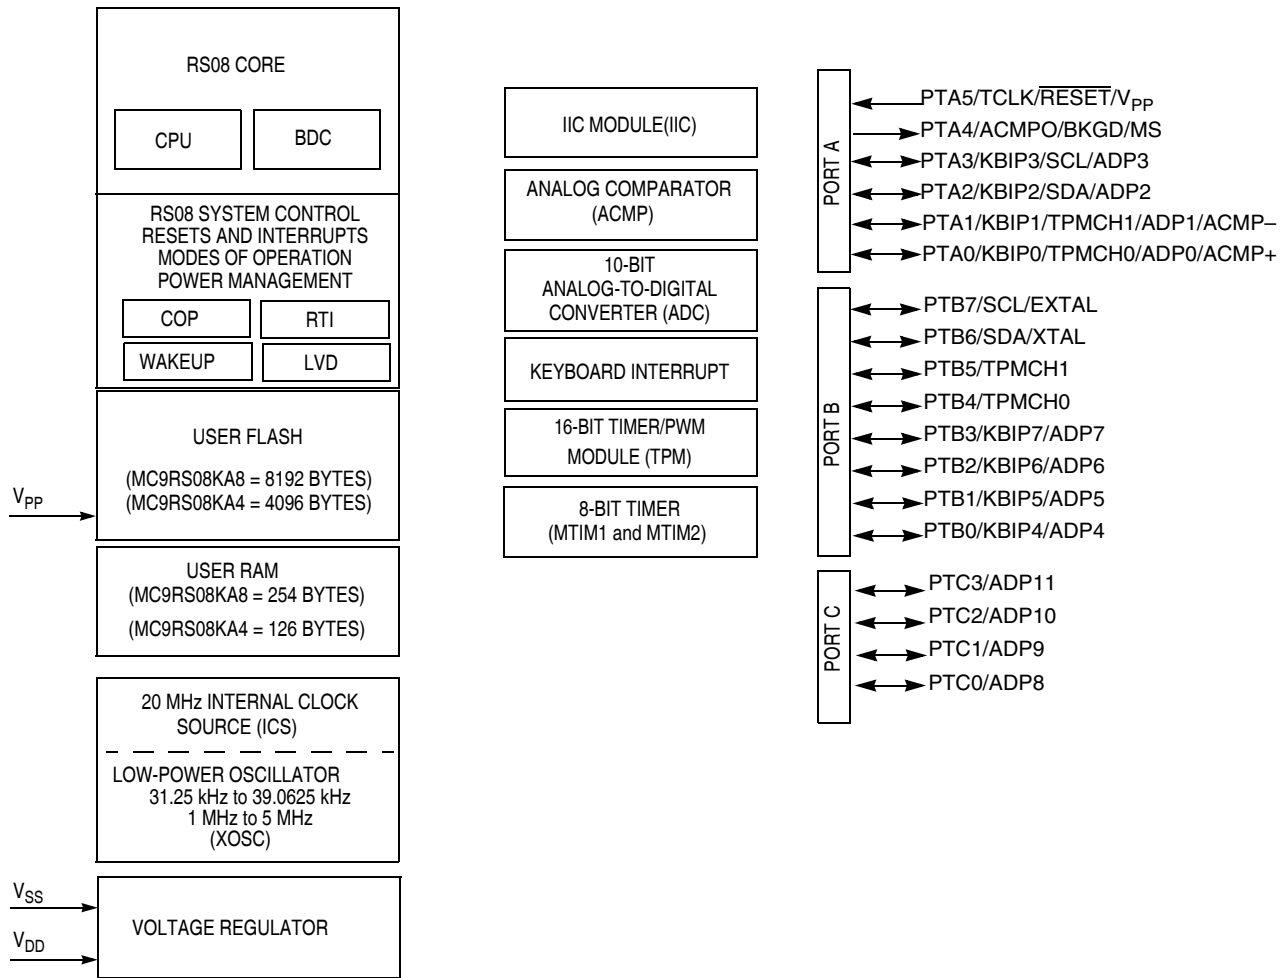 RS08 CORE
CPU
BDC
RS08 SYSTEM CONTROL
RESETS AND INTERRUPTS
MODES OF OPERATION
POWER MANAGEMENT
COP
RTI
WAKEUP
LVD
USER FLASH
(MC9RS08KA8 = 8192 BYTES)
(MC9RS08KA4 = 4096 BYTES)
VPP
USER RAM
(MC9RS08KA8 = 254 BYTES)
(MC9RS08KA4 = 126 BYTES)
20 MHz INTERNAL CLOCK
SOURCE (ICS)
LOW-POWER OSCILLATOR
31.25 kHz to 39.0625 kHz
1 MHz to 5 MHz
(XOSC)
VSS
VDD
VOLTAGE REGULATOR
IIC MODULE(IIC)
ANALOG COMPARATOR
(ACMP)
10-BIT
ANALOG-TO-DIGITAL
CONVERTER (ADC)
KEYBOARD INTERRUPT
16-BIT TIMER/PWM
MODULE (TPM)
8-BIT TIMER
(MTIM1 and MTIM2)
PORT A
PTA5/TCLK/RESET/VPP
PTA4/ACMPO/BKGD/MS
PTA3/KBIP3/SCL/ADP3
PTA2/KBIP2/SDA/ADP2
PTA1/KBIP1/TPMCH1/ADP1/ACMP–
PTA0/KBIP0/TPMCH0/ADP0/ACMP+
PORT B
PTB7/SCL/EXTAL
PTB6/SDA/XTAL
PTB5/TPMCH1
PTB4/TPMCH0
PTB3/KBIP7/ADP7
PTB2/KBIP6/ADP6
PTB1/KBIP5/ADP5
PTB0/KBIP4/ADP4
PORT C
PTC3/ADP11
PTC2/ADP10
PTC1/ADP9
PTC0/ADP8